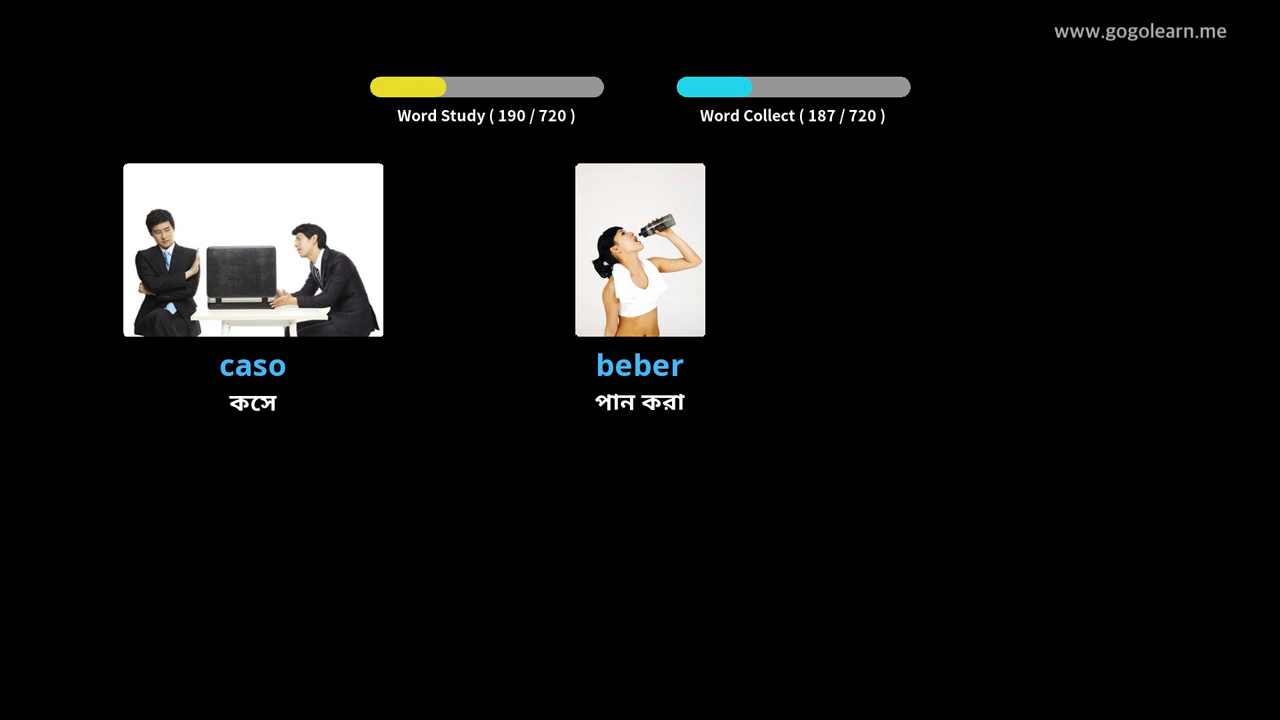 www.gogolearn.me
Word Study ( 190 / 720 )
Word Collect ( 187 / 720 )
caso
কসে
beber
পান করা